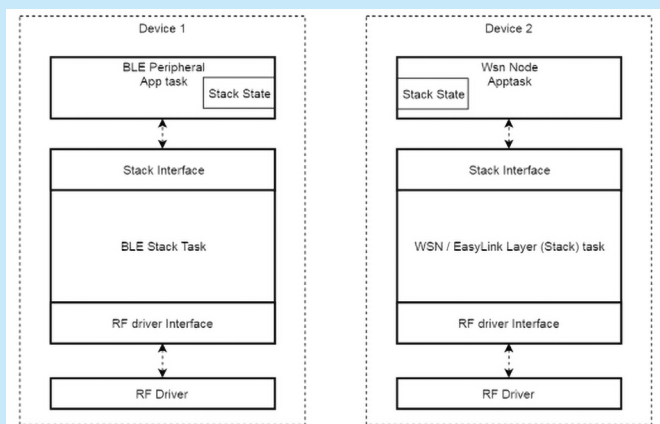 Device 1
BLE Peripheral
App task
Stack State
Stack Interface
BLE Stack Task
RF driver Interface
RF Driver
Device 2
Wsn Node
Apptask
Stack State
Stack Interface
WSN / EasyLink Layer (Stack) task
RF driver Interface
RF Driver